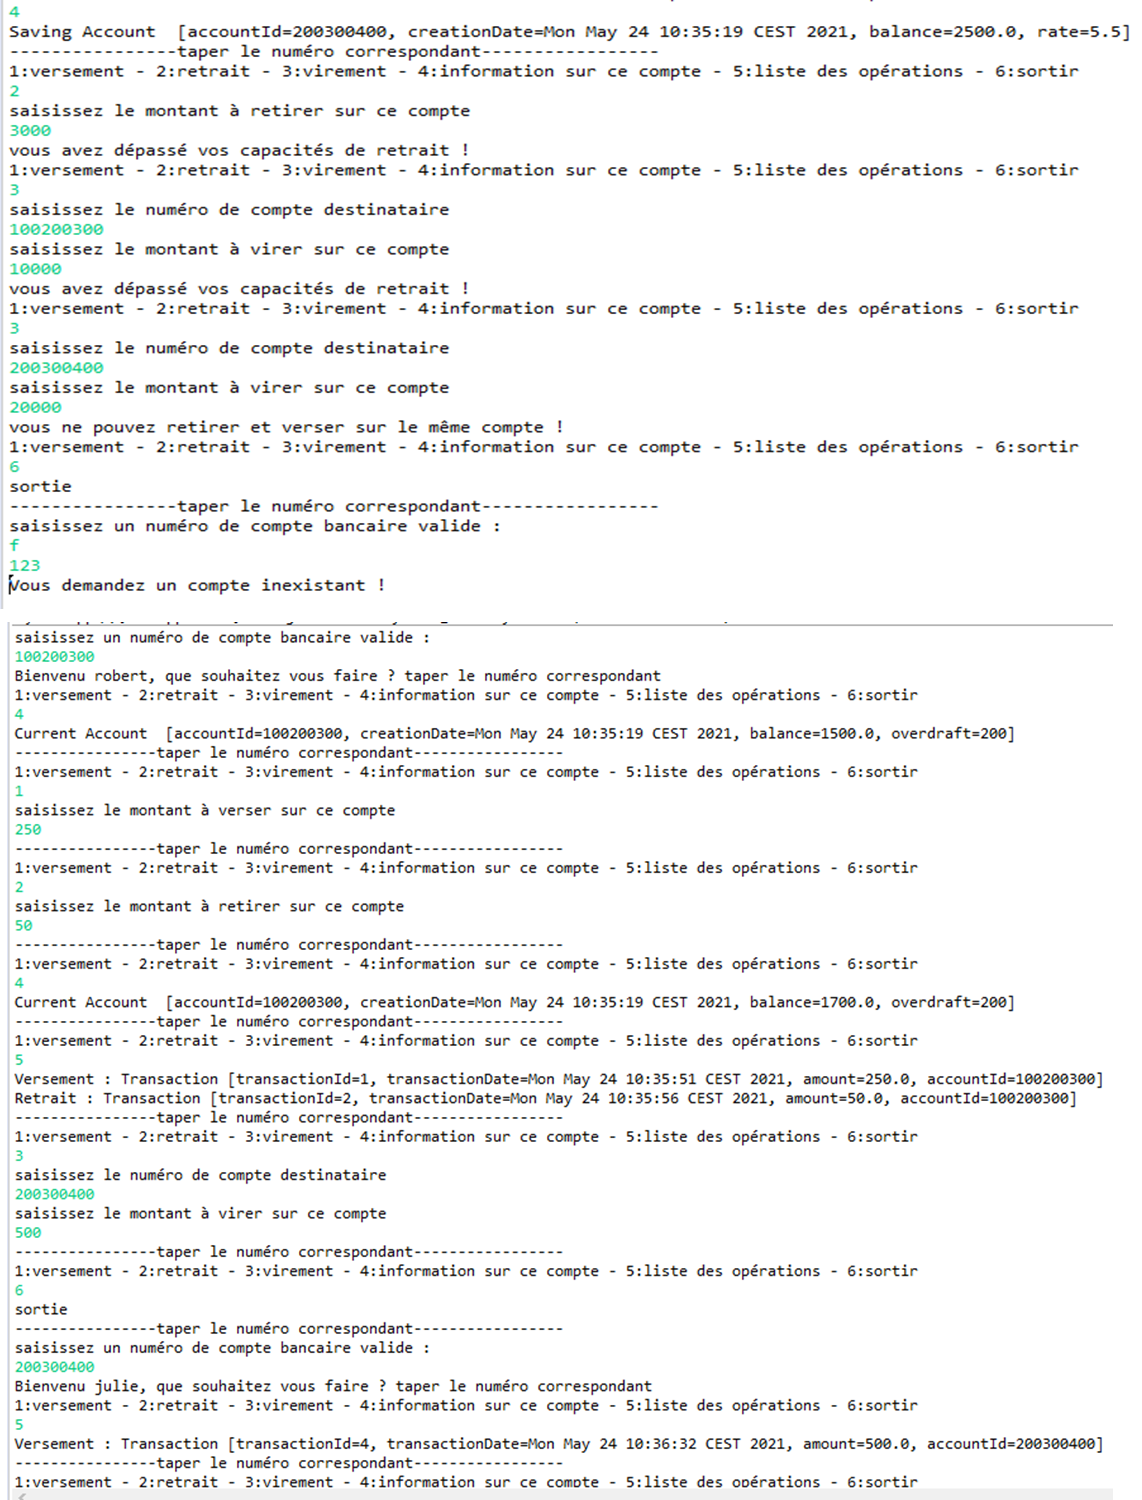 4
Saving Account  [accountId=200300400, creationDate=Mon May 24 10:35:19 CEST 2021, balance=2500.0, rate=5.5]
----------------taper le numéro correspondant-----------------
1:versement - 2:retrait - 3:virement - 4:information sur ce compte - 5:liste des opérations - 6:sortir
2
saisissez le montant à retirer sur ce compte
3000
vous avez dépassé vos capacités de retrait !
1:versement - 2:retrait - 3:virement - 4:information sur ce compte - 5:liste des opérations - 6:sortir
3
saisissez le numéro de compte destinataire
100200300
saisissez le montant à virer sur ce compte
10000
vous avez dépassé vos capacités de retrait !
1:versement - 2:retrait - 3:virement - 4:information sur ce compte - 5:liste des opérations - 6:sortir
3
saisissez le numéro de compte destinataire
200300400
saisissez le montant à virer sur ce compte
20000
vous ne pouvez retirer et verser sur le même compte !
1:versement - 2:retrait - 3:virement - 4:information sur ce compte - 5:liste des opérations - 6:sortir
6
sortie
----------------taper le numéro correspondant-----------------
saisissez un numéro de compte bancaire valide :
f
123
Vous demandez un compte inexistant !
saisissez un numéro de compte bancaire valide :
100200300
Bienvenu robert, que souhaitez vous faire ? taper le numéro correspondant
1:versement - 2:retrait - 3:virement - 4:information sur ce compte - 5:liste des opérations - 6:sortir
4
Current Account  [accountId=100200300, creationDate=Mon May 24 10:35:19 CEST 2021, balance=1500.0, overdraft=200]
----------------taper le numéro correspondant-----------------
1:versement - 2:retrait - 3:virement - 4:information sur ce compte - 5:liste des opérations - 6:sortir
1
saisissez le montant à verser sur ce compte
250
----------------taper le numéro correspondant-----------------
1:versement - 2:retrait - 3:virement - 4:information sur ce compte - 5:liste des opérations - 6:sortir
2
saisissez le montant à retirer sur ce compte
50
----------------taper le numéro correspondant-----------------
1:versement - 2:retrait - 3:virement - 4:information sur ce compte - 5:liste des opérations - 6:sortir
4
Current Account  [accountId=100200300, creationDate=Mon May 24 10:35:19 CEST 2021, balance=1700.0, overdraft=200]
----------------taper le numéro correspondant-----------------
1:versement - 2:retrait - 3:virement - 4:information sur ce compte - 5:liste des opérations - 6:sortir
5
Versement : Transaction [transactionId=1, transactionDate=Mon May 24 10:35:51 CEST 2021, amount=250.0, accountId=100200300]
Retrait : Transaction [transactionId=2, transactionDate=Mon May 24 10:35:56 CEST 2021, amount=50.0, accountId=100200300]
----------------taper le numéro correspondant-----------------
1:versement - 2:retrait - 3:virement - 4:information sur ce compte - 5:liste des opérations - 6:sortir
3
saisissez le numéro de compte destinataire
200300400
saisissez le montant à virer sur ce compte
500
----------------taper le numéro correspondant-----------------
1:versement - 2:retrait - 3:virement - 4:information sur ce compte - 5:liste des opérations - 6:sortir
6
sortie
----------------taper le numéro correspondant-----------------
saisissez un numéro de compte bancaire valide :
200300400
Bienvenu julie, que souhaitez vous faire ? taper le numéro correspondant
1:versement - 2:retrait - 3:virement - 4:information sur ce compte - 5:liste des opérations - 6:sortir
5
Versement : Transaction [transactionId=4, transactionDate=Mon May 24 10:36:32 CEST 2021, amount=500.0, accountId=200300400]
----------------taper le numéro correspondant-----------------
1:versement - 2:retrait - 3:virement - 4:information sur ce compte - 5:liste des opérations - 6:sortir